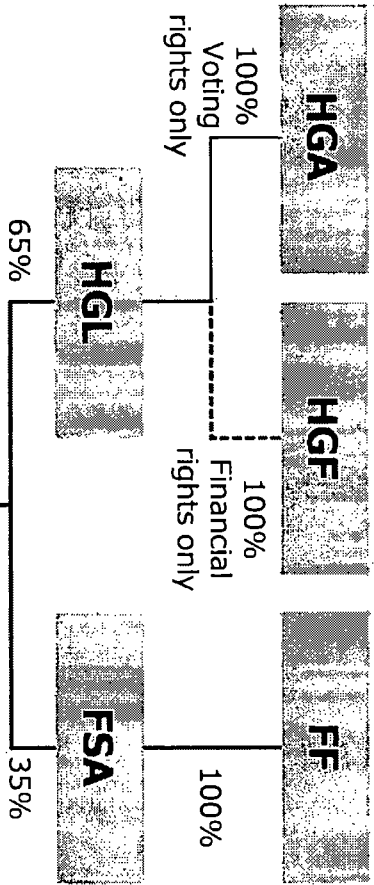 HGA
HGF
FF
100%
Voting
rights only
100%
Financial
rights only
100%
HGL
FSA
65%
35%